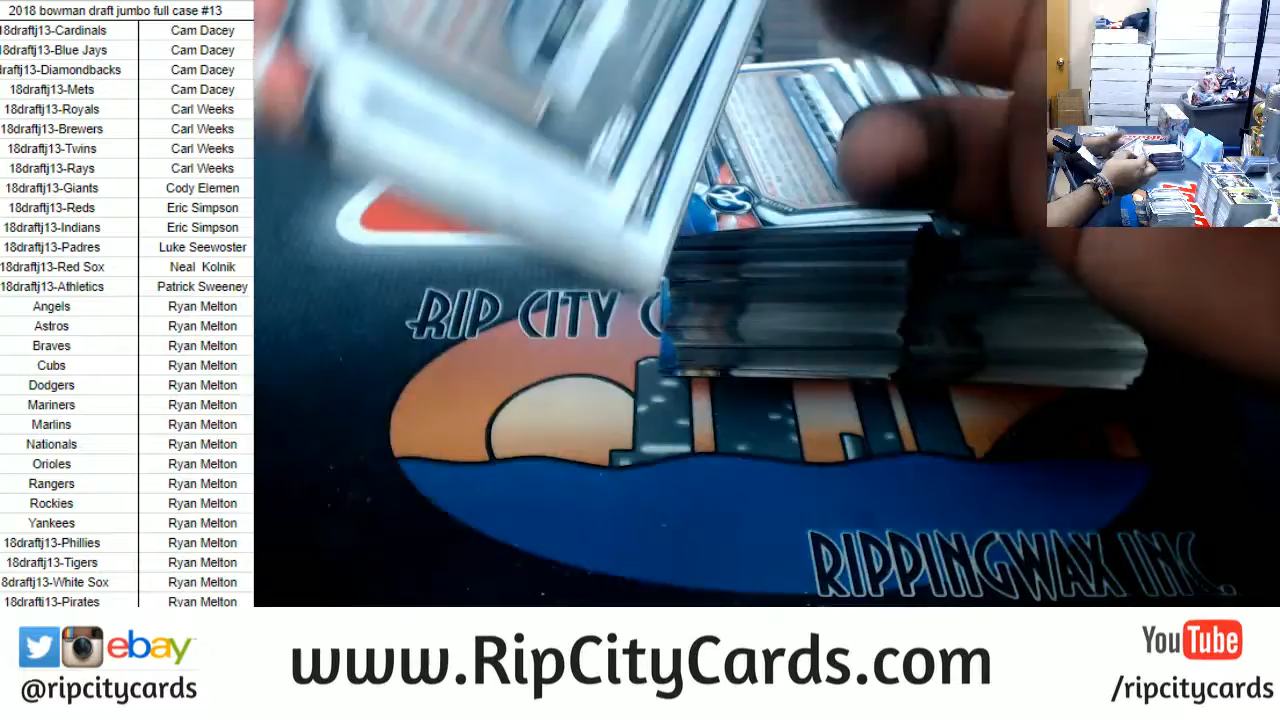 2018 bowman draft jumbo full case #13
18draftj13-Cardinals Cam Dacey
18draftj13-Blue Jays Cam Dacey
draftj13-Diamondbacks Cam Dacey
18draftj13-Mets Cam Dacey
18draftj13-Royals Carl Weeks
18draftj13-Brewers Carl Weeks
18draftj13-Twins Carl Weeks
18draftj13-Rays Carl Weeks
18draftj13-Giants Cody Elemen
18draftj13-Reds Eric Simpson
18draftj13-Indians Eric Simpson
18draftj13-Padres Luke Seewoster
18draftj13-Red Sox Neal Kolnik
18draftj13-Athletics Patrick Sweeney
Angels Ryan Melton
Astros Ryan Melton
Braves Ryan Melton
Cubs Ryan Melton
Dodgers Ryan Melton
Mariners Ryan Melton
Marlins Ryan Melton
Nationals Ryan Melton
Orioles Ryan Melton
Rangers Ryan Melton
Rockies Ryan Melton
Yankees Ryan Melton
18draftj13-Phillies Ryan Melton
18draftj13-Tigers Ryan Melton
8draftj13-White Sox Ryan Melton
18draftj13-Pirates Ryan Melton
RIP CITY C
RIPPINGWAX INC.
ebay
@ripcitycards
www.RipCityCards.com
YouTube
/ripcitycards